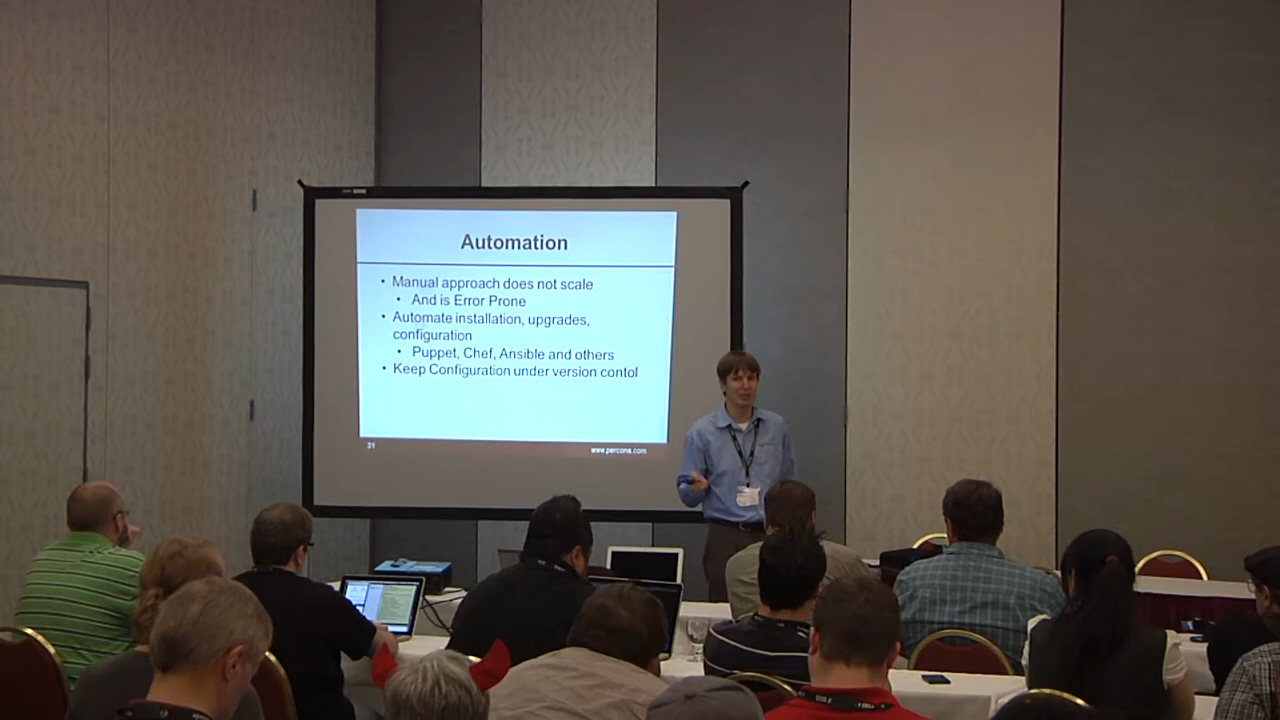 Automation
• Manual approach does not scale
• And is Error Prone
• Automate installation, upgrades,
configuration
• Puppet, Chef, Ansible and others
• Keep Configuration under version contol
31
www.percona.com